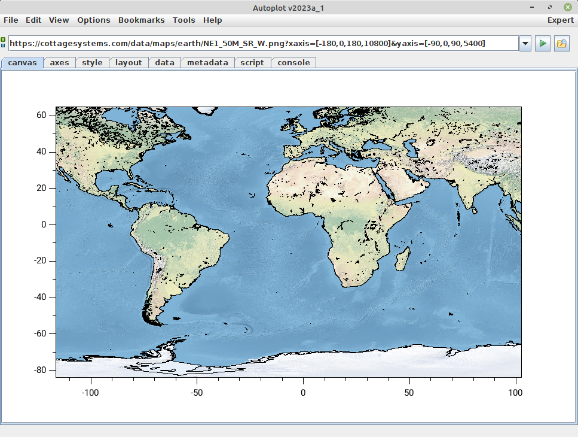 Autoplot v2023a_1
File Edit View Options Bookmarks Tools Help Expert
https://cottagesystems.com/data/maps/earth/NE1_50M_SR_W.png?xaxis=[-180,0,180,10800]&yaxis=[-90,0,90,5400]
canvas axes style layout data metadata script console
60
40
20
0
-20
-40
-60
-80
-100 -50 0 50 100